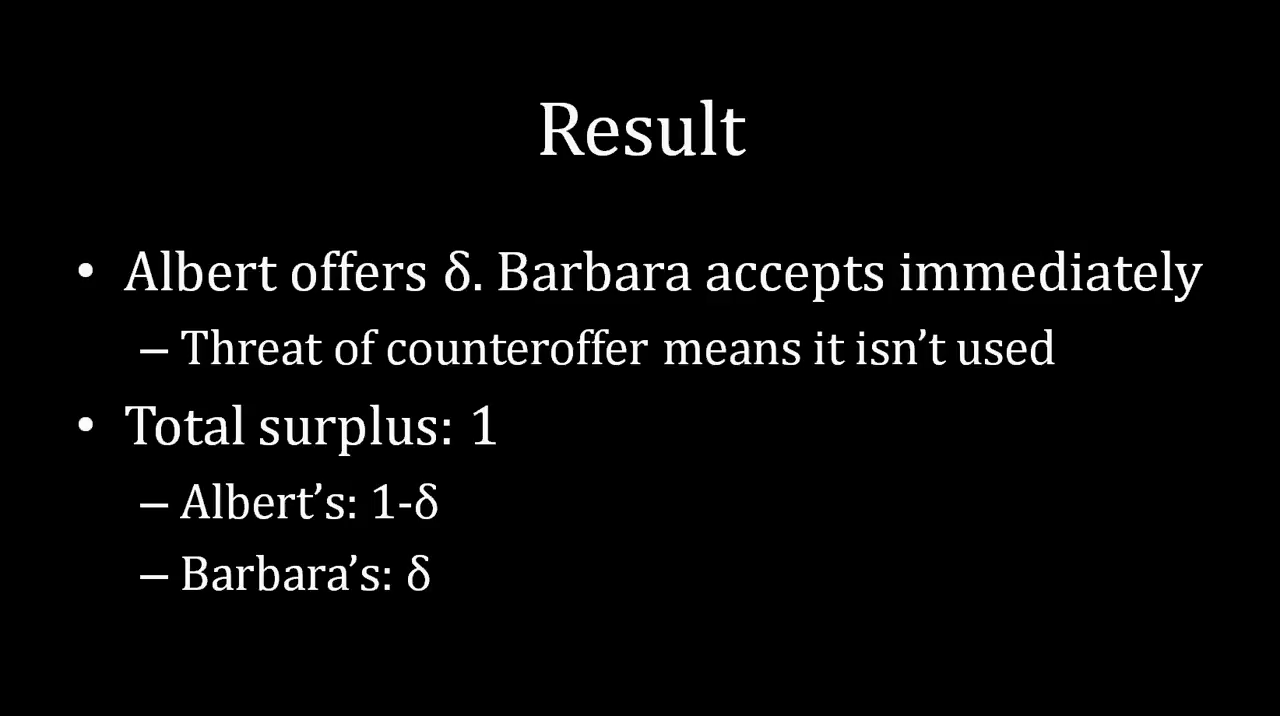 Result
• Albert offers δ. Barbara accepts immediately
– Threat of counteroffer means it isn’t used
• Total surplus: 1
– Albert’s: 1-δ
– Barbara’s: δ